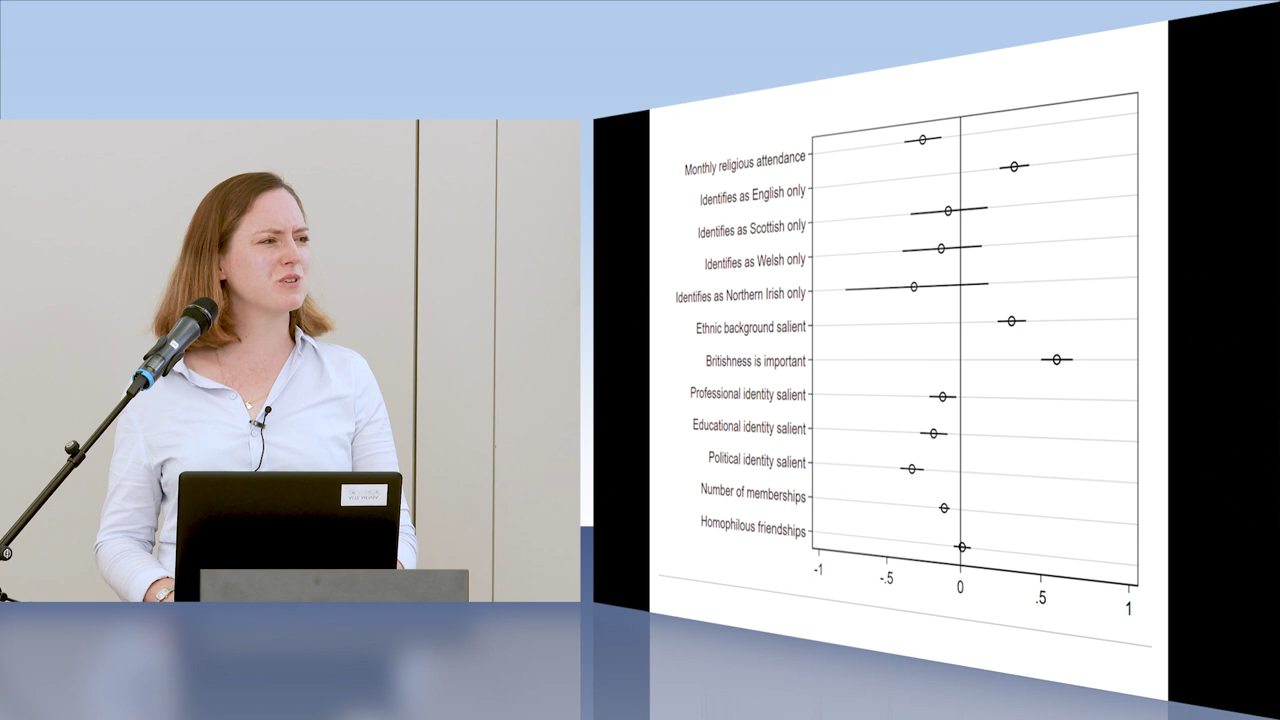 Monthly religious attendance
Identifies as English only
Identifies as Scottish only
Identifies as Welsh only
Identifies as Northern Irish only
Ethnic background salient
Britishness is important
Professional identity salient
Educational identity salient
Political identity salient
Number of memberships
Homophilous friendships
-1 -.5 0 .5 1